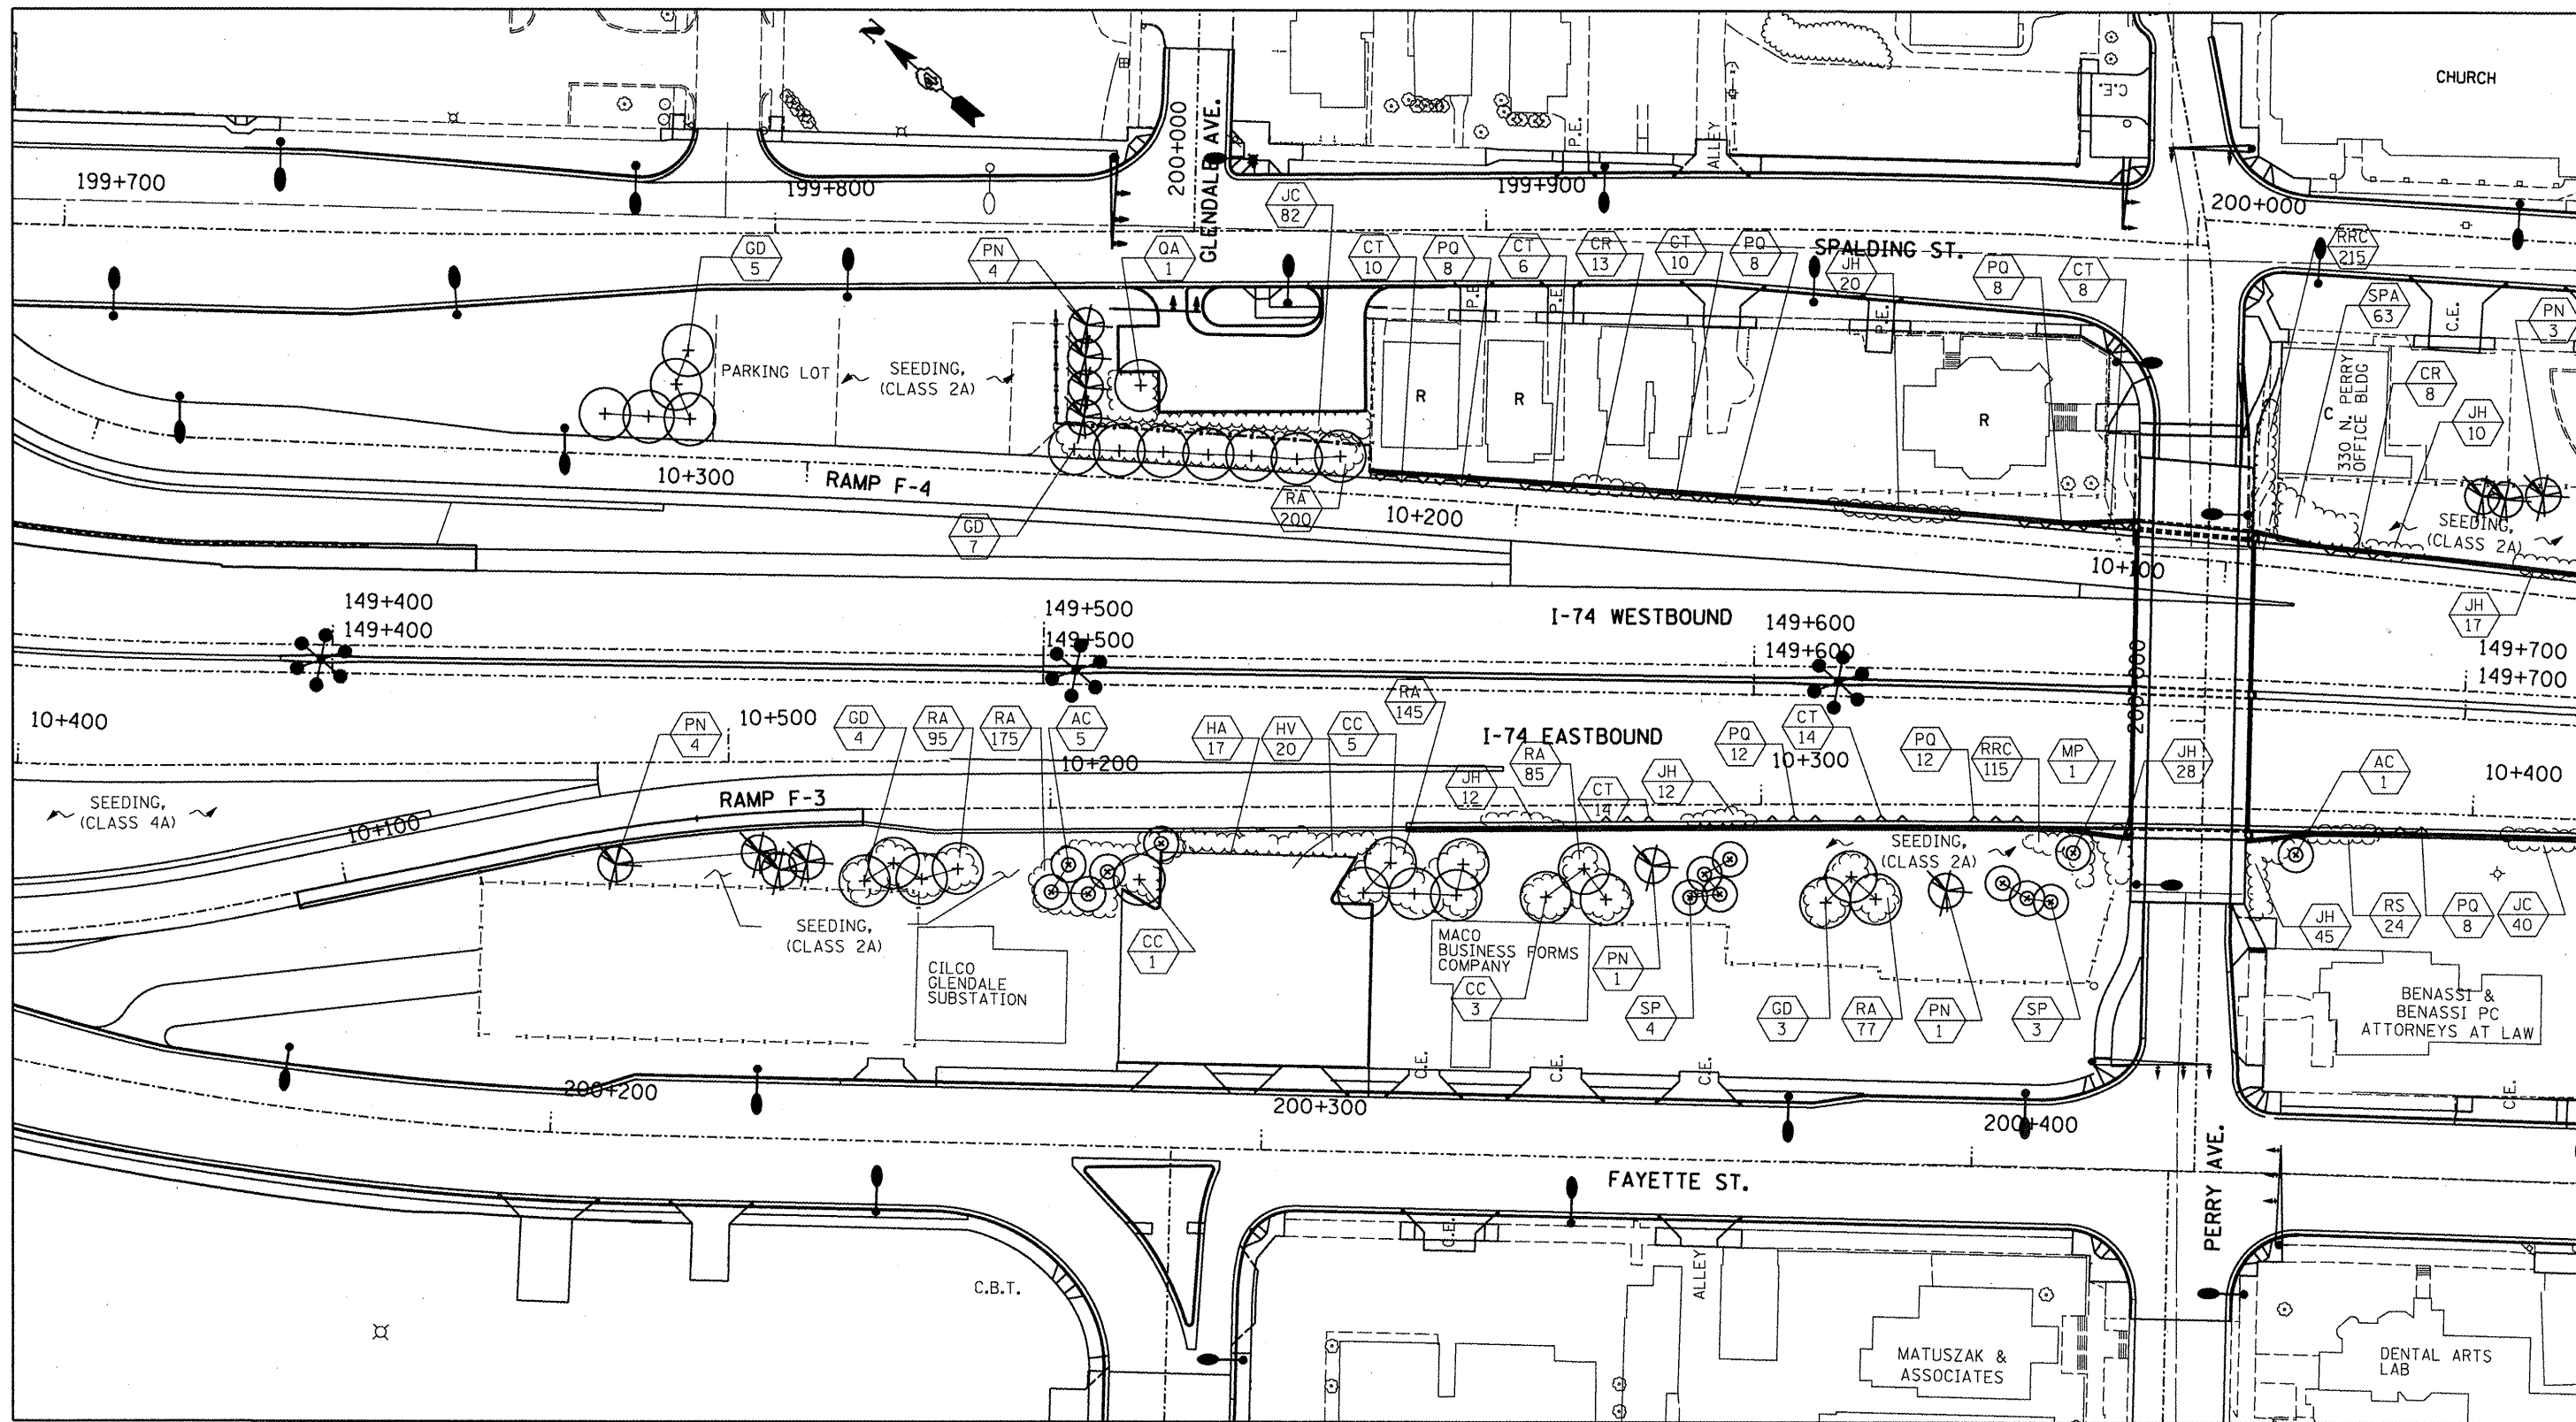 N
CHURCH
C.E.
P.E.
ALLEY
199+700
199+800
200+000
GLENDALE AVE.
199+900
200+000
JC
82
SPALDING ST.
GD
5
PN
4
QA
1
CT
10
PQ
8
CT
6
CR
13
CT
10
PQ
8
JH
20
PQ
8
CT
8
RRC
215
SPA
63
C.E.
PN
3
P.E.
P.E.
P.E.
PARKING LOT
SEEDING,
(CLASS 2A)
R
R
R
C
330 N. PERRY
OFFICE BLDG
CR
8
JH
10
10+300
RAMP F-4
RA
200
10+200
GD
7
SEEDING,
(CLASS 2A)
10+100
JH
17
149+400
149+400
149+500
149+500
I-74 WESTBOUND
149+600
149+600
200+000
149+700
149+700
10+400
10+500
PN
4
GD
4
RA
95
RA
175
AC
5
HA
17
HV
20
CC
5
RA
145
I-74 EASTBOUND
RA
85
PQ
12
CT
14
10+300
PQ
12
RRC
115
MP
1
JH
28
AC
1
10+400
10+200
JH
12
CT
14
JH
12
SEEDING,
(CLASS 4A)
RAMP F-3
10+100
SEEDING,
(CLASS 2A)
SEEDING,
(CLASS 2A)
CC
1
MACO
BUSINESS FORMS
COMPANY
PN
1
CC
3
SP
4
GD
3
RA
77
PN
1
SP
3
JH
45
RS
24
PQ
8
JC
40
CILCO
GLENDALE
SUBSTATION
BENASSI &
BENASSI PC
ATTORNEYS AT LAW
C.E.
C.E.
C.E.
C.E.
200+200
200+300
200+400
FAYETTE ST.
PERRY AVE.
C.E.
ALLEY
C.B.T.
MATUSZAK &
ASSOCIATES
DENTAL ARTS
LAB